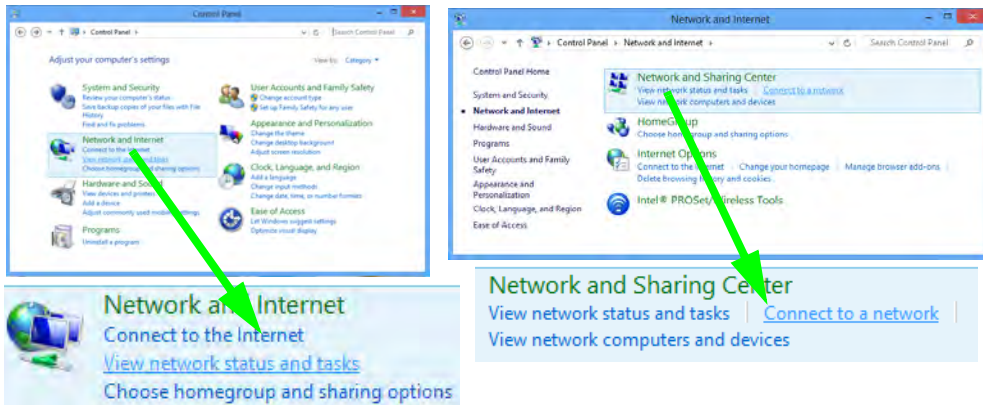 Control Panel
Control Panel
Search Control Panel
Adjust your computer's settings
View by: Category
System and Security
Review your computer's status
Save backup copies of your files with File
History
Find and fix problems
Network and Internet
Connect to the Internet
View network status and tasks
Choose homegroup and sharing options
Hardware and Sound
View devices and printers
Add a device
Adjust commonly used mobility settings
Programs
Uninstall a program
User Accounts and Family Safety
Change account type
Set up Family Safety for any user
Appearance and Personalization
Change the theme
Change desktop background
Adjust screen resolution
Clock, Language, and Region
Add a language
Change input methods
Change date, time, or number formats
Ease of Access
Let Windows suggest settings
Optimize visual display
Network and Internet
Connect to the Internet
View network status and tasks
Choose homegroup and sharing options
Network and Internet
Control Panel Network and Internet
Search Control Panel
Control Panel Home
System and Security
Network and Internet
Hardware and Sound
Programs
User Accounts and Family
Safety
Appearance and
Personalization
Clock, Language, and Region
Ease of Access
Network and Sharing Center
View network status and tasks Connect to a network
View network computers and devices
HomeGroup
Choose homegroup and sharing options
Internet Options
Connect to the Internet Change your homepage Manage browser add-ons
Delete browsing history and cookies
Intel® PROSet/Wireless Tools
Network and Sharing Center
View network status and tasks Connect to a network
View network computers and devices